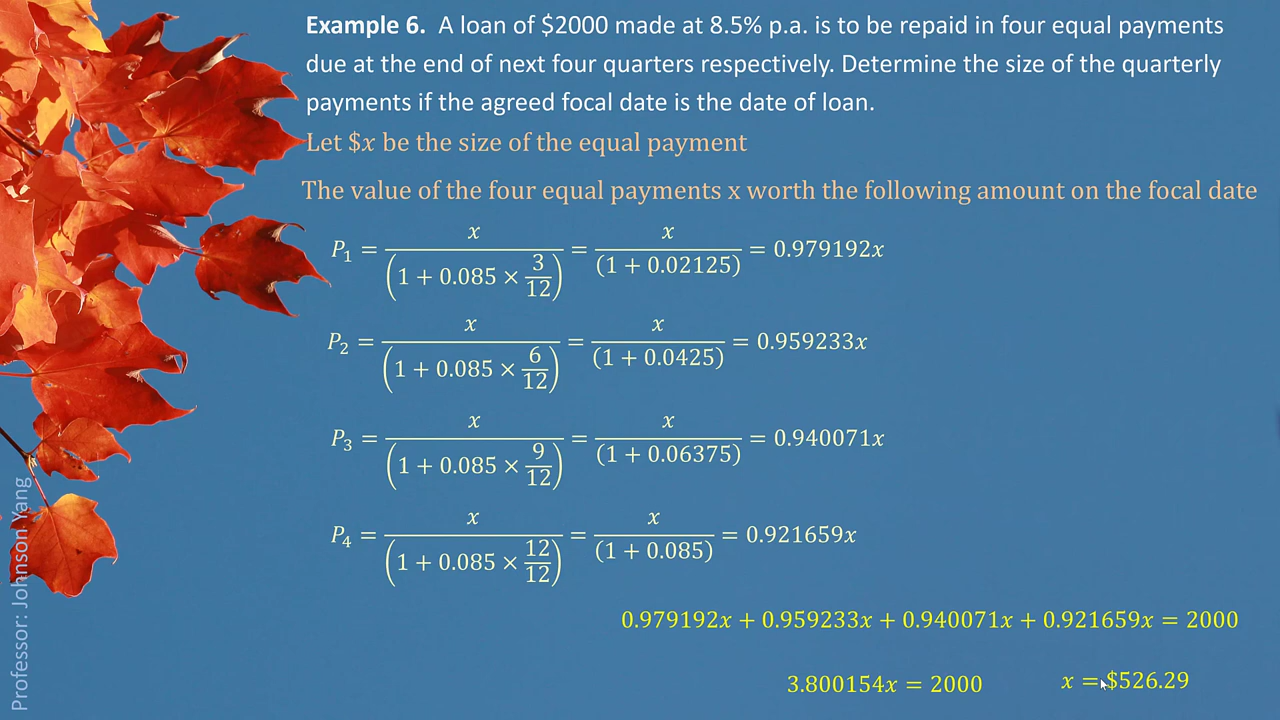 Example 6. A loan of $2000 made at 8.5% p.a. is to be repaid in four equal payments
due at the end of next four quarters respectively. Determine the size of the quarterly
payments if the agreed focal date is the date of loan.
Let $x be the size of the equal payment
The value of the four equal payments x worth the following amount on the focal date
P₁ = x / (1 + 0.085 × 3/12) = x / (1 + 0.02125) = 0.979192x
P₂ = x / (1 + 0.085 × 6/12) = x / (1 + 0.0425) = 0.959233x
P₃ = x / (1 + 0.085 × 9/12) = x / (1 + 0.06375) = 0.940071x
P₄ = x / (1 + 0.085 × 12/12) = x / (1 + 0.085) = 0.921659x
0.979192x + 0.959233x + 0.940071x + 0.921659x = 2000
3.800154x = 2000 x = $526.29
Professor: Johnson Yang